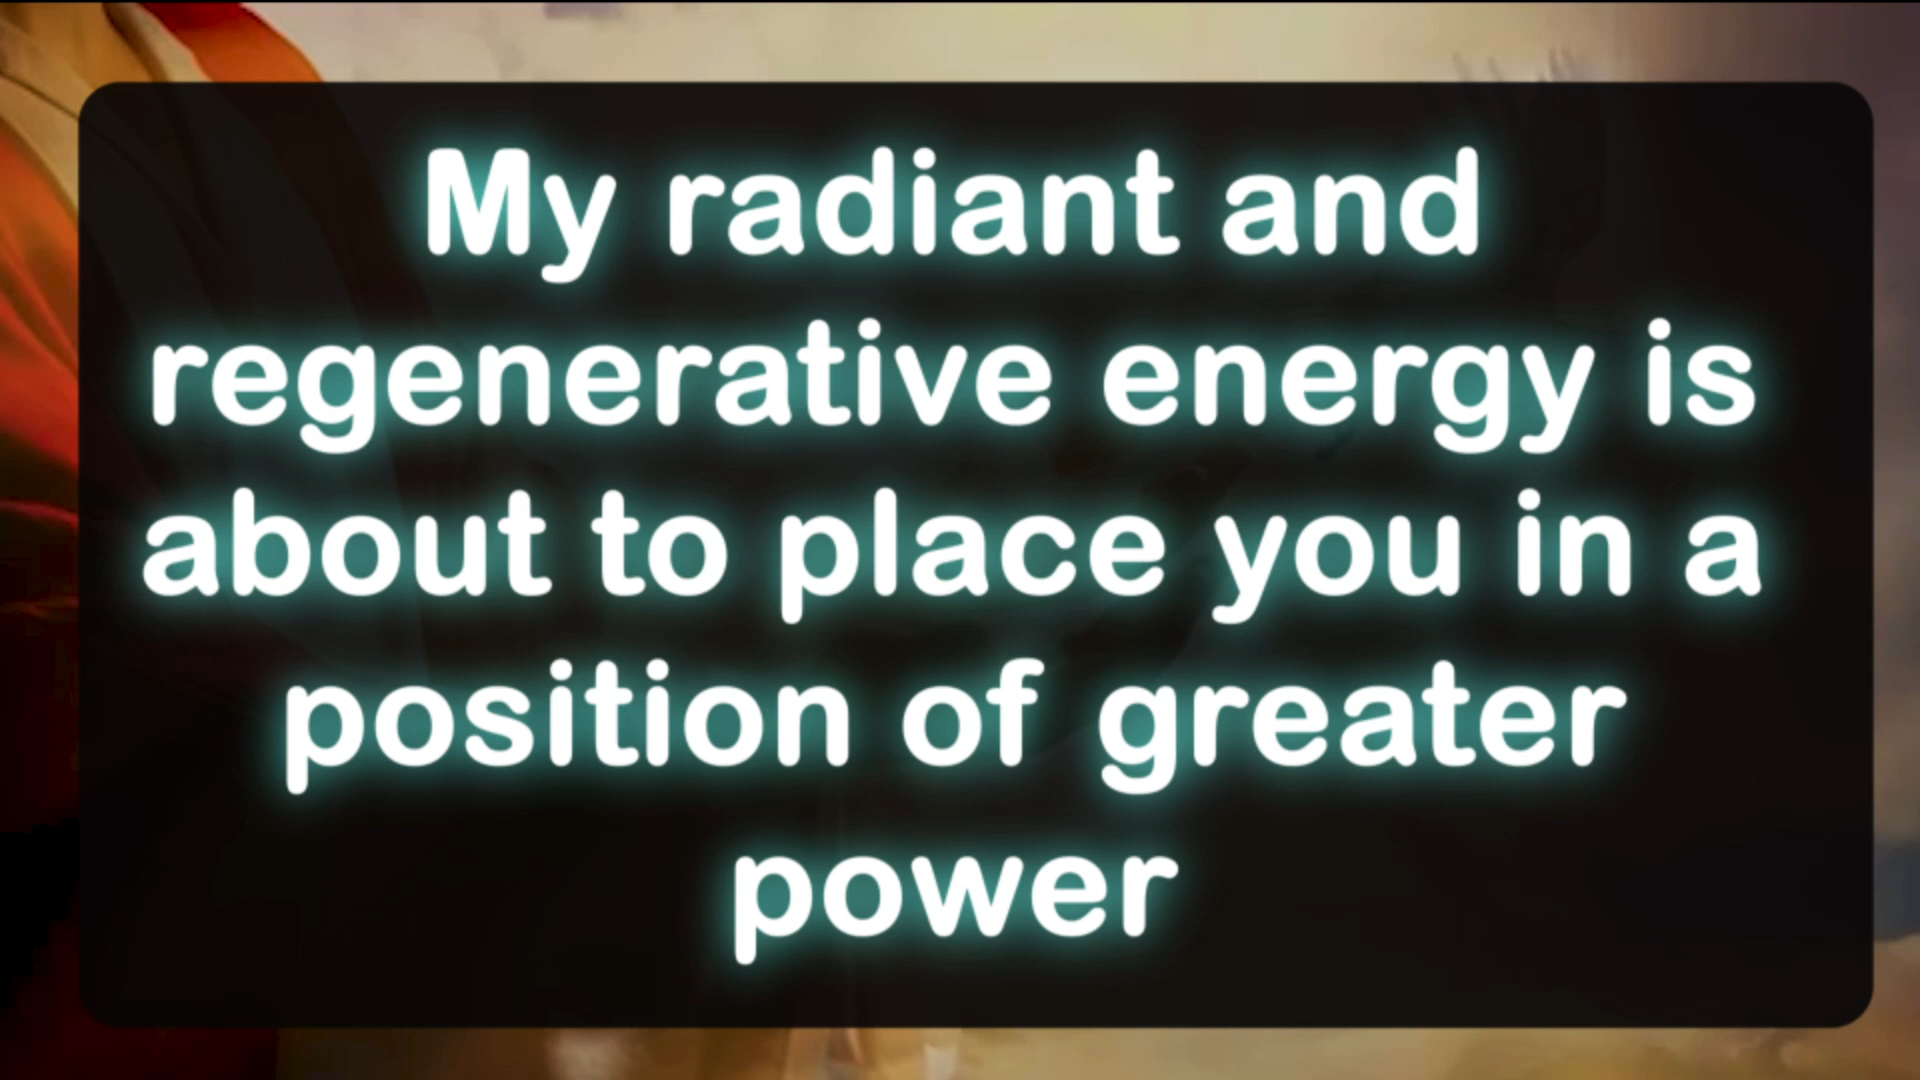 My radiant and
regenerative energy is
about to place you in a
position of greater
power